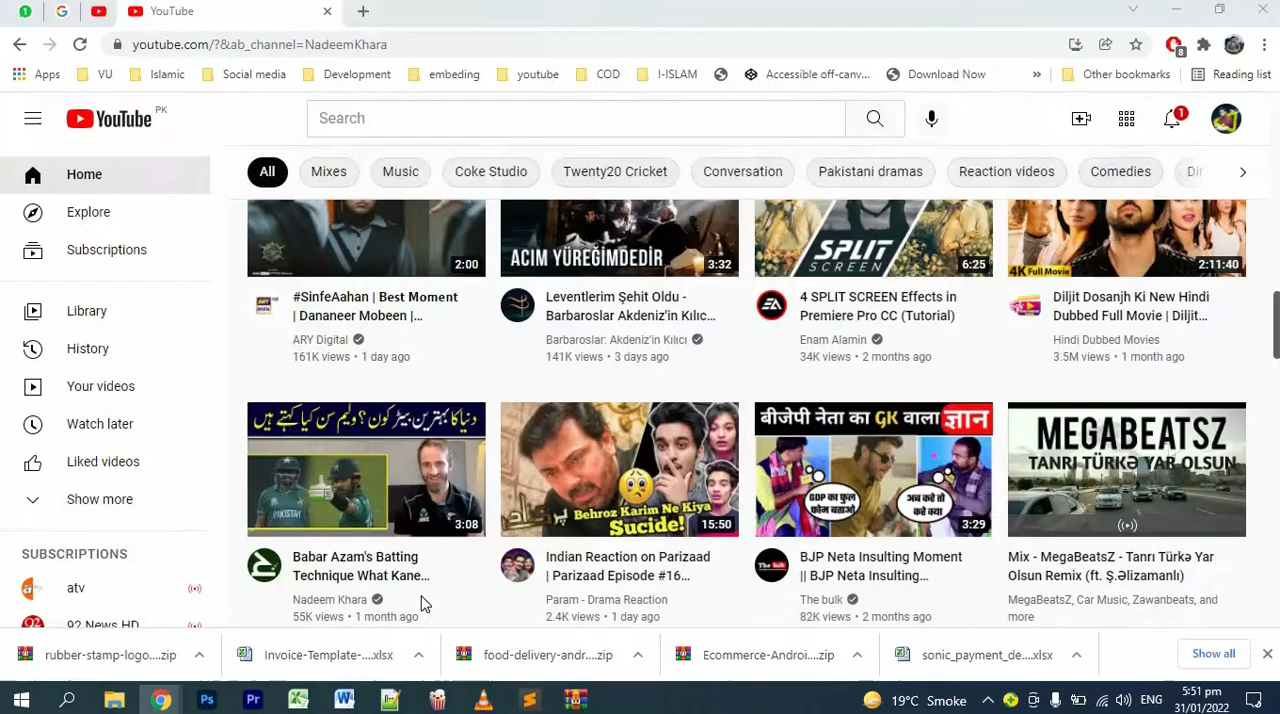 YouTube
youtube.com/?&ab_channel=NadeemKhara
8
Apps
VU
Islamic
Social media
Development
embeding
youtube
COD
I-ISLAM
Accessible off-canv...
Download Now
»
Other bookmarks
Reading list
YouTube PK
Search
1
Home
Explore
Subscriptions
Library
History
Your videos
Watch later
Liked videos
Show more
SUBSCRIPTIONS
atv
92 News HD
All
Mixes
Music
Coke Studio
Twenty20 Cricket
Conversation
Pakistani dramas
Reaction videos
Comedies
2:00
ACIM YÜREĞİMDEDİR
3:32
SPLIT
SCREEN
6:25
4K Full Movie
2:11:40
#SinfeAahan | Best Moment
| Dananeer Mobeen |...
ARY Digital
161K views • 1 day ago
Leventlerim Şehit Oldu -
Barbaroslar Akdeniz'in Kılıc...
Barbaroslar: Akdeniz'in Kılıcı
141K views • 3 days ago
4 SPLIT SCREEN Effects in
Premiere Pro CC (Tutorial)
Enam Alamin
34K views • 2 months ago
Diljit Dosanjh Ki New Hindi
Dubbed Full Movie | Diljit...
Hindi Dubbed Movies
3.5M views • 1 month ago
دنیا کا بہترین بیٹر کون؟ ولیم سن کیا کہتے ہیں
PAKISTAN
3:08
Behroz Karim Ne Kiya
Sucide!
15:50
बीजेपी नेता का GK वाला ज्ञान
GDP का फुल
फोम बताओ
अब करे तो
करे क्या
3:29
MEGABEATSZ
TANRI TÜRKƏ YAR OLSUN
Babar Azam's Batting
Technique What Kane...
Nadeem Khara
55K views • 1 month ago
Indian Reaction on Parizaad
| Parizaad Episode #16...
Param - Drama Reaction
2.4K views • 1 day ago
The bulk
BJP Neta Insulting Moment
|| BJP Neta Insulting...
The bulk
82K views • 2 months ago
Mix - MegaBeatsZ - Tanrı Türkə Yar
Olsun Remix (ft. Ş.Əlizamanlı)
MegaBeatsZ, Car Music, Zawanbeats, and
more
rubber-stamp-logo....zip
Invoice-Template-....xlsx
food-delivery-andr....zip
Ecommerce-Androi....zip
sonic_payment_de....xlsx
Show all
Ps
Pr
19°C Smoke
ENG
5:51 pm
31/01/2022